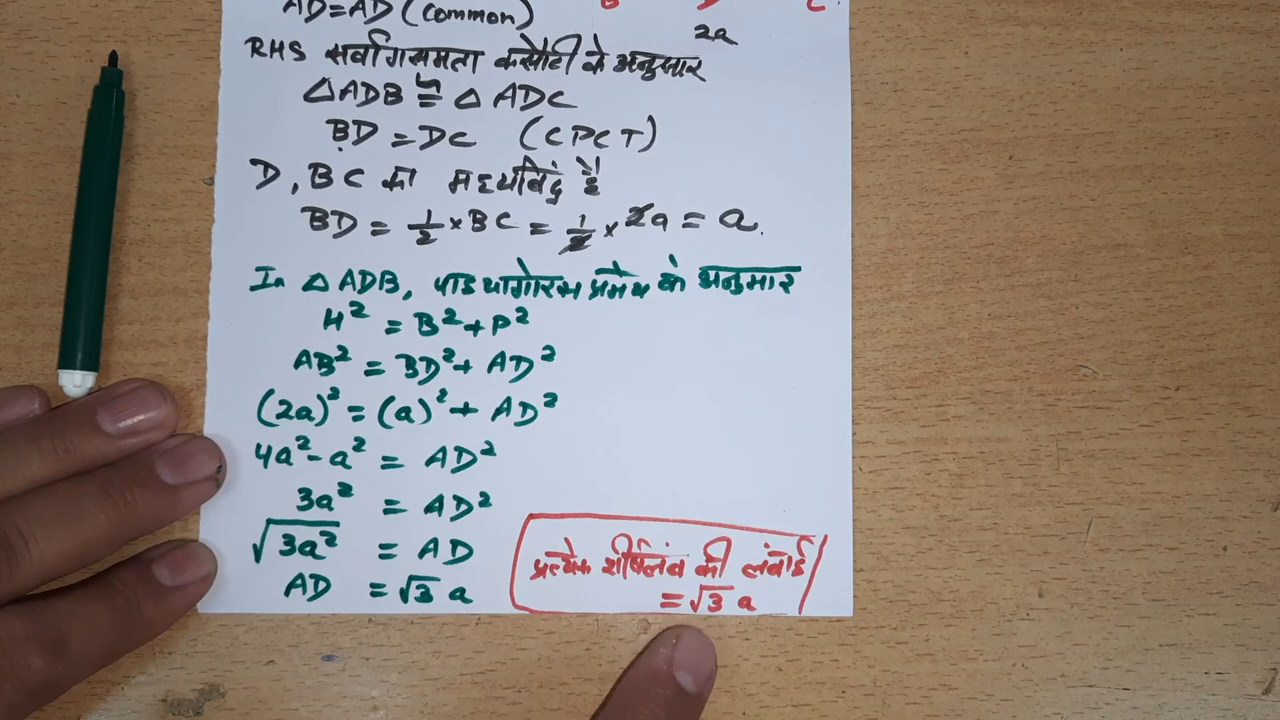 AD=AD (common)
B D C
2a
RHS सर्वांगसमता कसौटी के अनुसार
△ADB ≅ △ADC
BD = DC (CPCT)
D, BC का मध्यबिंदु है
BD = 1/2 × BC = 1/2 × 2a = a.
In △ADB, पाइथागोरस प्रमेय के अनुसार
H² = B² + P²
AB² = BD² + AD²
(2a)² = (a)² + AD²
4a² - a² = AD²
3a² = AD²
√3a² = AD
AD = √3 a
प्रत्येक शीर्षलंब की लंबाई
= √3 a